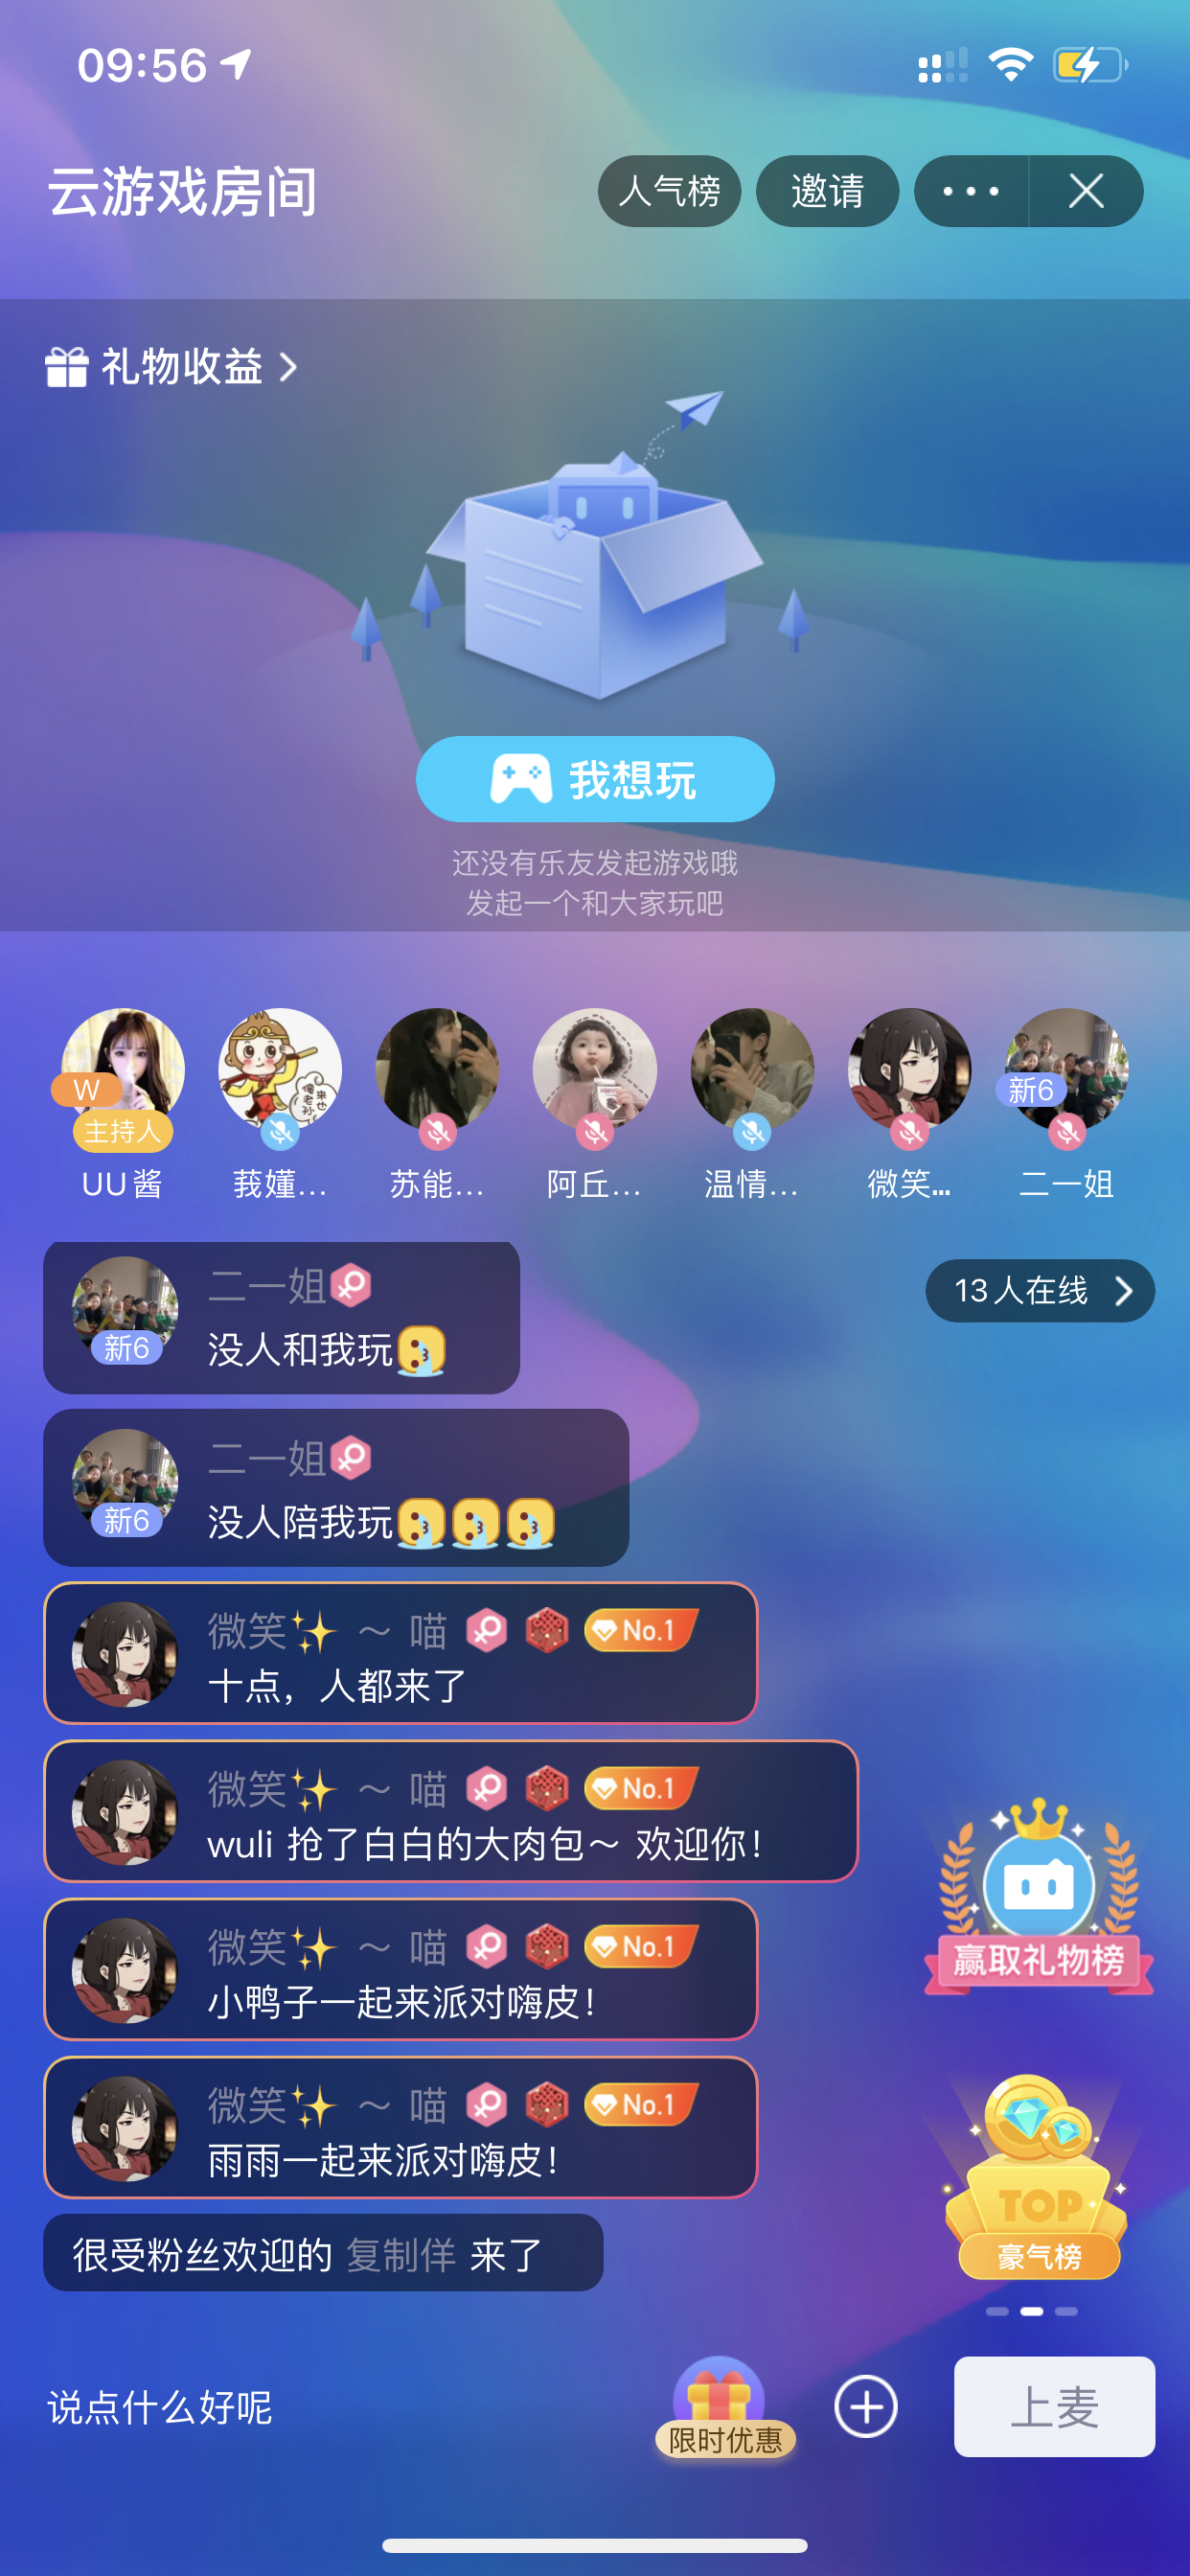 09:56
云游戏房间
人气榜
邀请
礼物收益
我想玩
还没有乐友发起游戏哦
发起一个和大家玩吧
W
主持人
俺老孙来也
新6
UU酱
莪嬞...
苏能...
阿丘...
温情...
微笑...
二一姐
13人在线
二一姐
没人和我玩
新6
二一姐
没人陪我玩
新6
微笑✨ ～ 喵 No.1
十点，人都来了
微笑✨ ～ 喵 No.1
wuli 抢了白白的大肉包～ 欢迎你！
微笑✨ ～ 喵 No.1
小鸭子一起来派对嗨皮！
微笑✨ ～ 喵 No.1
雨雨一起来派对嗨皮！
很受粉丝欢迎的 复制佯 来了
赢取礼物榜
TOP
豪气榜
说点什么好呢
限时优惠
上麦